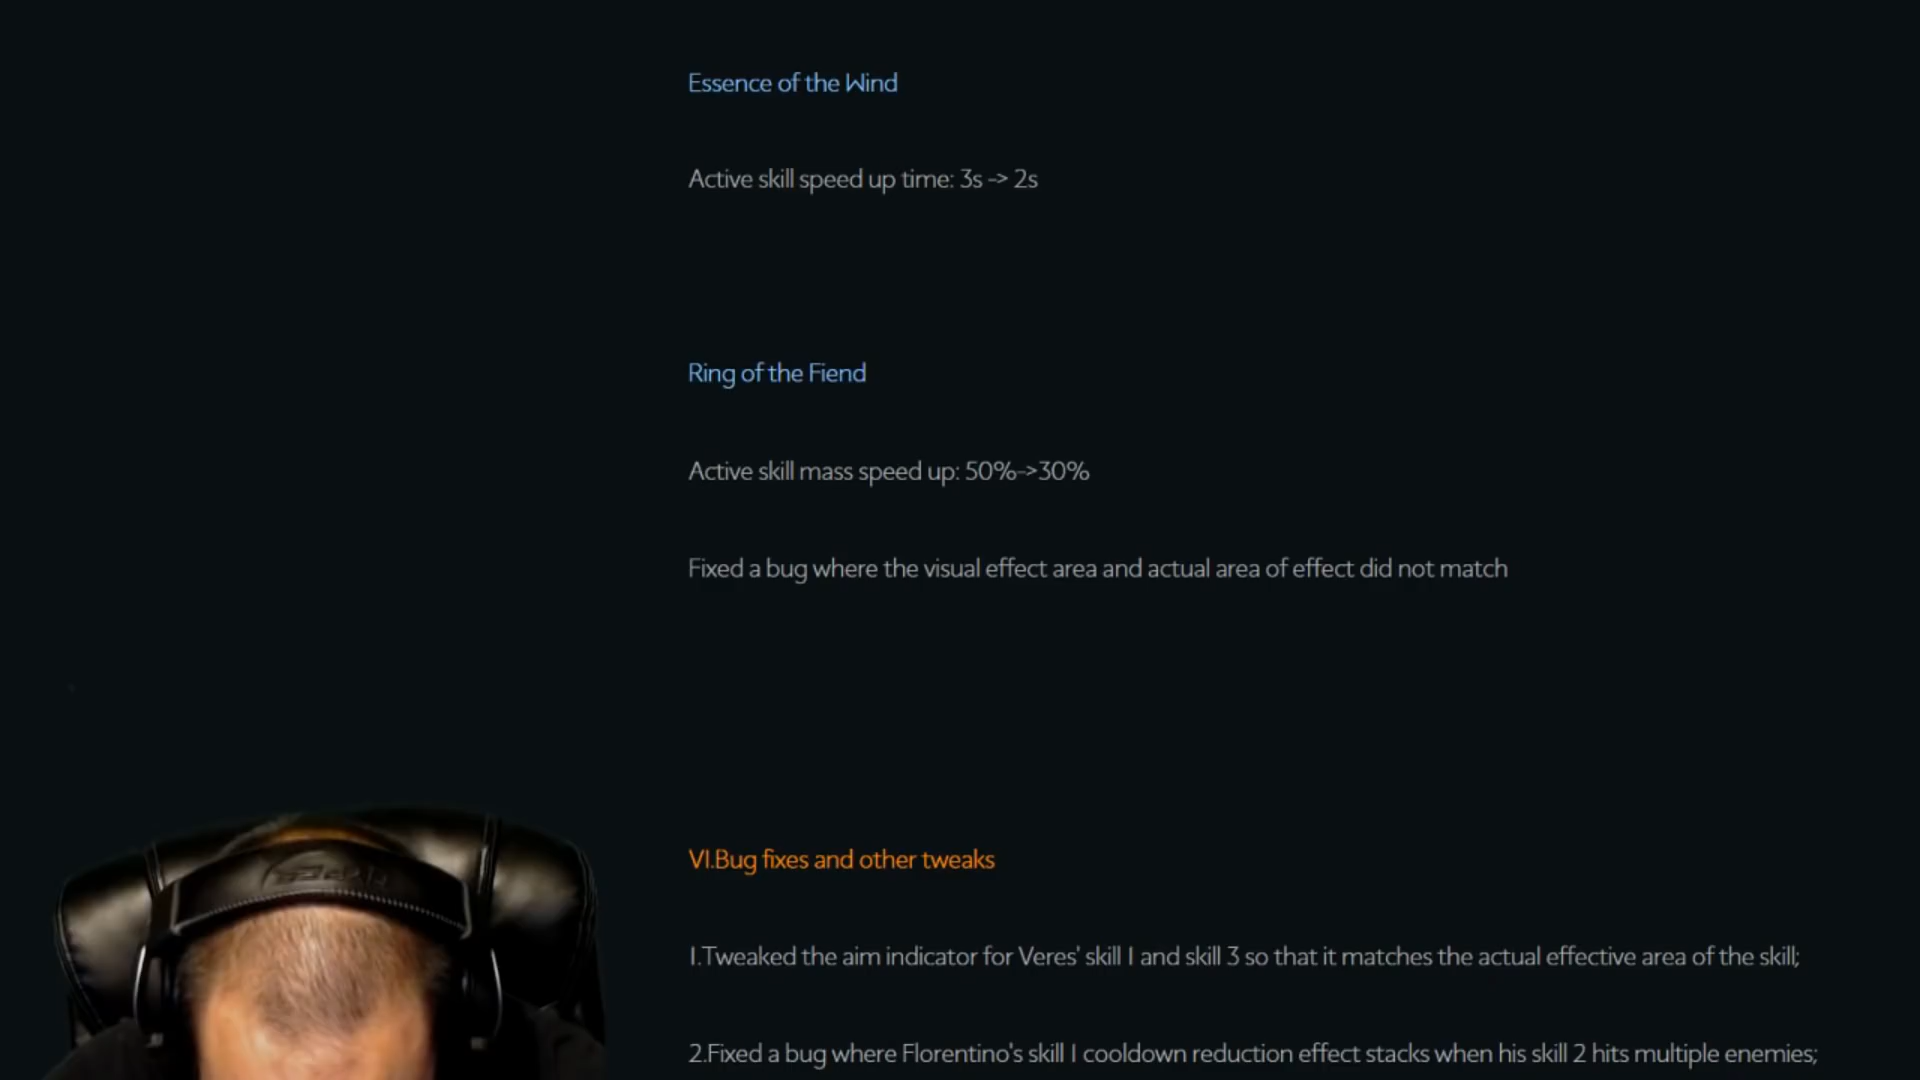 Essence of the Wind
Active skill speed up time: 3s -> 2s
Ring of the Fiend
Active skill mass speed up: 50%->30%
Fixed a bug where the visual effect area and actual area of effect did not match
VI.Bug fixes and other tweaks
1.Tweaked the aim indicator for Veres' skill 1 and skill 3 so that it matches the actual effective area of the skill;
2.Fixed a bug where Florentino's skill 1 cooldown reduction effect stacks when his skill 2 hits multiple enemies;